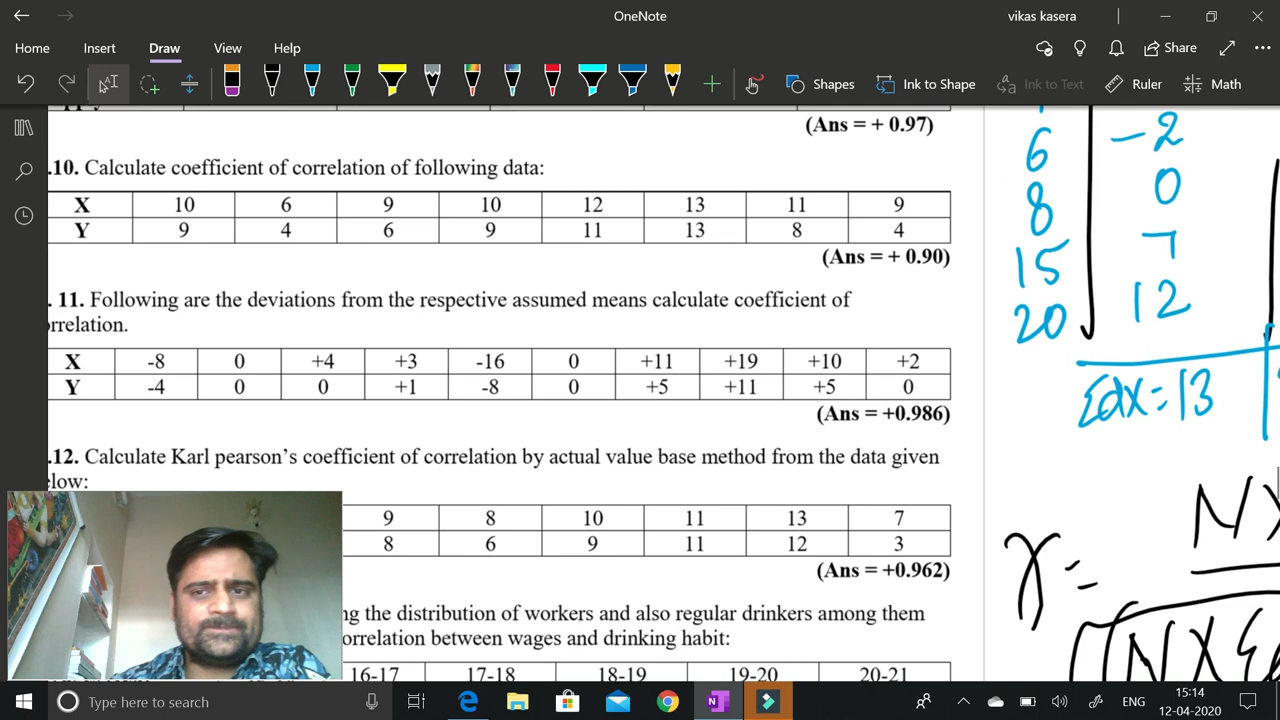 OneNote
vikas kasera
Home Insert Draw View Help
Share
Shapes Ink to Shape Ink to Text Ruler Math
(Ans = + 0.97)
.10. Calculate coefficient of correlation of following data:
X 10 6 9 10 12 13 11 9
Y 9 4 6 9 11 13 8 4
(Ans = + 0.90)
11. Following are the deviations from the respective assumed means calculate coefficient of
orrelation.
X -8 0 +4 +3 -16 0 +11 +19 +10 +2
Y -4 0 0 +1 -8 0 +5 +11 +5 0
(Ans = +0.986)
.12. Calculate Karl pearson's coefficient of correlation by actual value base method from the data given
elow:
9 8 10 11 13 7
8 6 9 11 12 3
(Ans = +0.962)
ng the distribution of workers and also regular drinkers among them
orrelation between wages and drinking habit:
16-17 17-18 18-19 19-20 20-21
6 -2
8 0
15 7
20 12
Σdx = 13
NX
r =
NXΣ
Type here to search
ENG
15:14
12-04-2020